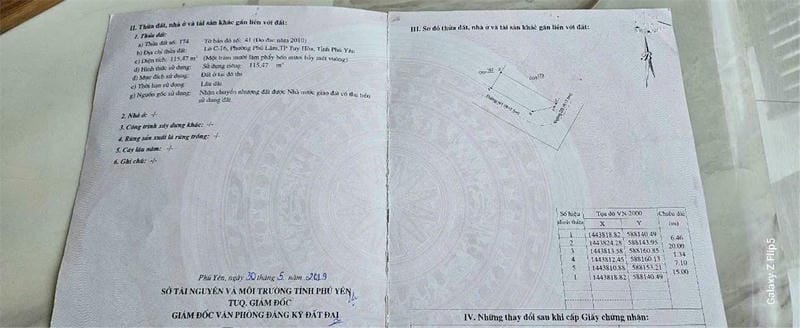 II. Thửa đất, nhà ở và tài sản khác gắn liền với đất:
1. Thửa đất:
a) Thửa đất số: 174 Tờ bản đồ số: 41 (Đo đạc năm 2010)
b) Địa chỉ thửa đất: Lô C-16, Phường Phú Lâm, TP Tuy Hòa, Tỉnh Phú Yên
c) Diện tích: 115,47 m² (Một trăm mười lăm phẩy bốn mươi bảy mét vuông)
d) Hình thức sử dụng: Sử dụng riêng: 115,47 m²
đ) Mục đích sử dụng: Đất ở tại đô thị
e) Thời hạn sử dụng: Lâu dài
g) Nguồn gốc sử dụng: Nhận chuyển nhượng đất được Nhà nước giao đất có thu tiền sử dụng đất.
2. Nhà ở: -/-
3. Công trình xây dựng khác: -/-
4. Rừng sản xuất là rừng trồng: -/-
5. Cây lâu năm: -/-
6. Ghi chú: -/-
Phú Yên, ngày 30 tháng 5 năm 2019
SỞ TÀI NGUYÊN VÀ MÔI TRƯỜNG TỈNH PHÚ YÊN
TUQ. GIÁM ĐỐC
GIÁM ĐỐC VĂN PHÒNG ĐĂNG KÝ ĐẤT ĐAI
III. Sơ đồ thửa đất, nhà ở và tài sản khác gắn liền với đất:
Số hiệu đỉnh thửa Tọa độ VN-2000 Chiều dài (m)
X Y
1 1443818.82 588140.49
6.46
2 1443824.28 588143.95
20.00
3 1443813.58 588160.85
1.34
4 1443812.45 588160.13
7.10
5 1443810.88 588153.21
15.00
1 1443818.82 588140.49
IV. Những thay đổi sau khi cấp Giấy chứng nhận:
Galaxy Z Flip5